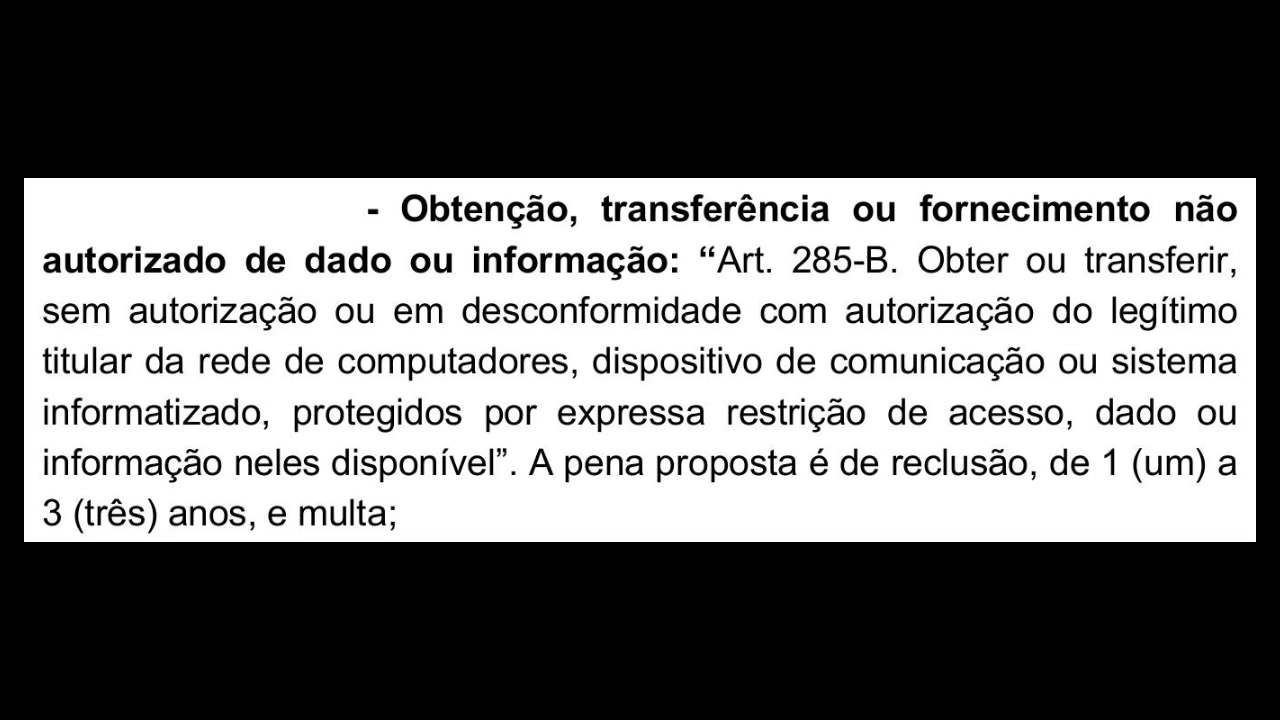 - Obtenção, transferência ou fornecimento não
autorizado de dado ou informação: “Art. 285-B. Obter ou transferir,
sem autorização ou em desconformidade com autorização do legítimo
titular da rede de computadores, dispositivo de comunicação ou sistema
informatizado, protegidos por expressa restrição de acesso, dado ou
informação neles disponível”. A pena proposta é de reclusão, de 1 (um) a
3 (três) anos, e multa;